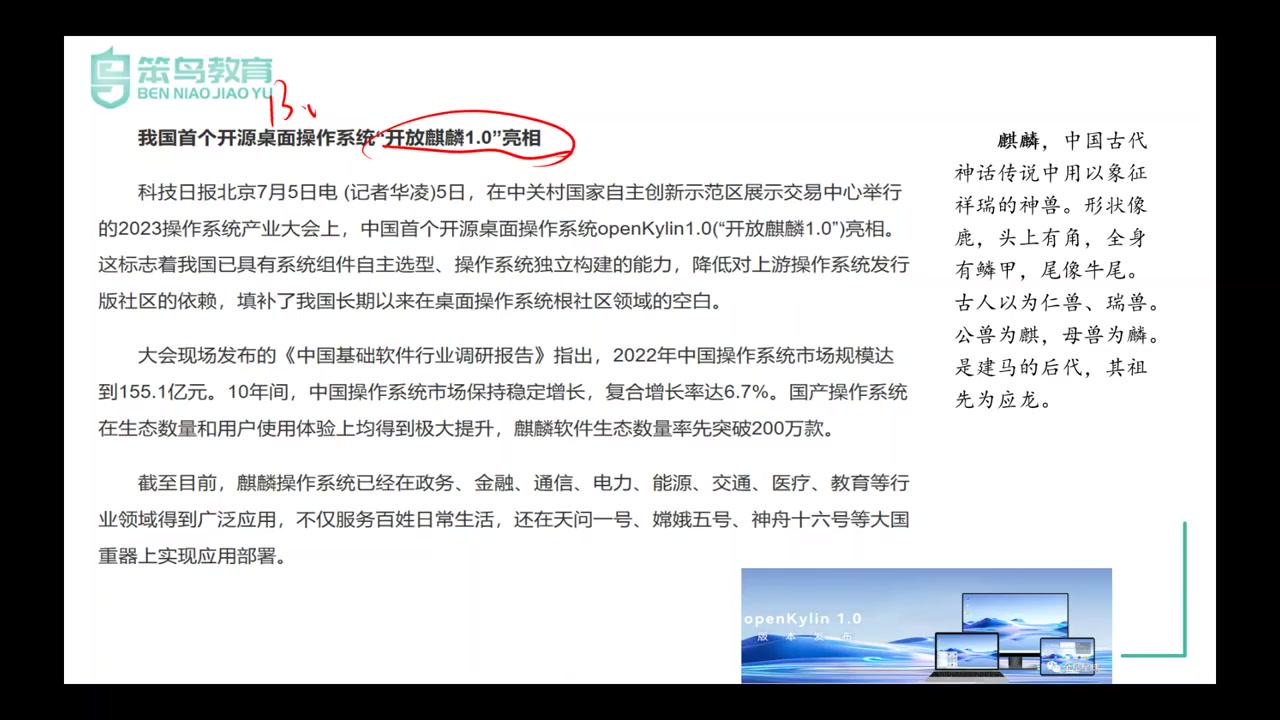 笨鸟教育
BEN NIAO JIAO YU
我国首个开源桌面操作系统“开放麒麟1.0”亮相
科技日报北京7月5日电 (记者华凌)5日，在中关村国家自主创新示范区展示交易中心举行
的2023操作系统产业大会上，中国首个开源桌面操作系统openKylin1.0(“开放麒麟1.0”)亮相。
这标志着我国已具有系统组件自主选型、操作系统独立构建的能力，降低对上游操作系统发行
版社区的依赖，填补了我国长期以来在桌面操作系统根社区领域的空白。
大会现场发布的《中国基础软件行业调研报告》指出，2022年中国操作系统市场规模达
到155.1亿元。10年间，中国操作系统市场保持稳定增长，复合增长率达6.7%。国产操作系统
在生态数量和用户使用体验上均得到极大提升，麒麟软件生态数量率先突破200万款。
截至目前，麒麟操作系统已经在政务、金融、通信、电力、能源、交通、医疗、教育等行
业领域得到广泛应用，不仅服务百姓日常生活，还在天问一号、嫦娥五号、神舟十六号等大国
重器上实现应用部署。
麒麟，中国古代
神话传说中用以象征
祥瑞的神兽。形状像
鹿，头上有角，全身
有鳞甲，尾像牛尾。
古人以为仁兽、瑞兽。
公兽为麒，母兽为麟。
是建马的后代，其祖
先为应龙。
openKylin 1.0
版本发布